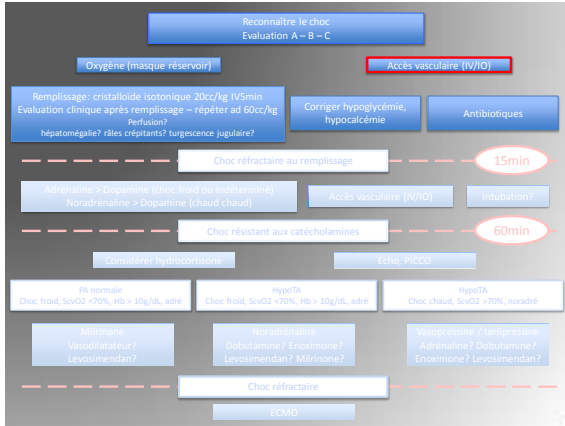 Reconnaître le choc
Evaluation A – B – C
Oxygène (masque réservoir)
Accès vasculaire (IV/IO)
Remplissage: cristalloïde isotonique 20cc/kg IV5min
Evaluation clinique après remplissage – répéter ad 60cc/kg
Perfusion?
hépatomégalie? râles crépitants? turgescence jugulaire?
Corriger hypoglycémie,
hypocalcémie
Antibiotiques
Choc réfractaire au remplissage
15min
Adrénaline > Dopamine (choc froid ou indéterminé)
Noradrénaline > Dopamine (chaud chaud)
Accès vasculaire (IV/IO)
Intubation?
Choc résistant aux catécholamines
60min
Considérer hydrocortisone
Echo, PICCO
PA normale
Choc froid, ScvO2 <70%, Hb > 10g/dL, adré
HypoTA
Choc froid, ScvO2 <70%, Hb > 10g/dL, adré
HypoTA
Choc chaud, ScvO2 >70%, noradré
Milrinone
Vasodilatateur?
Levosimendan?
Noradrénaline
Dobutamine? Enoximone?
Levosimendan? Milrinone?
Vasopressine / terlipressine
Adrénaline? Dobutamine?
Enoximone? Levosimendan?
Choc réfractaire
ECMO